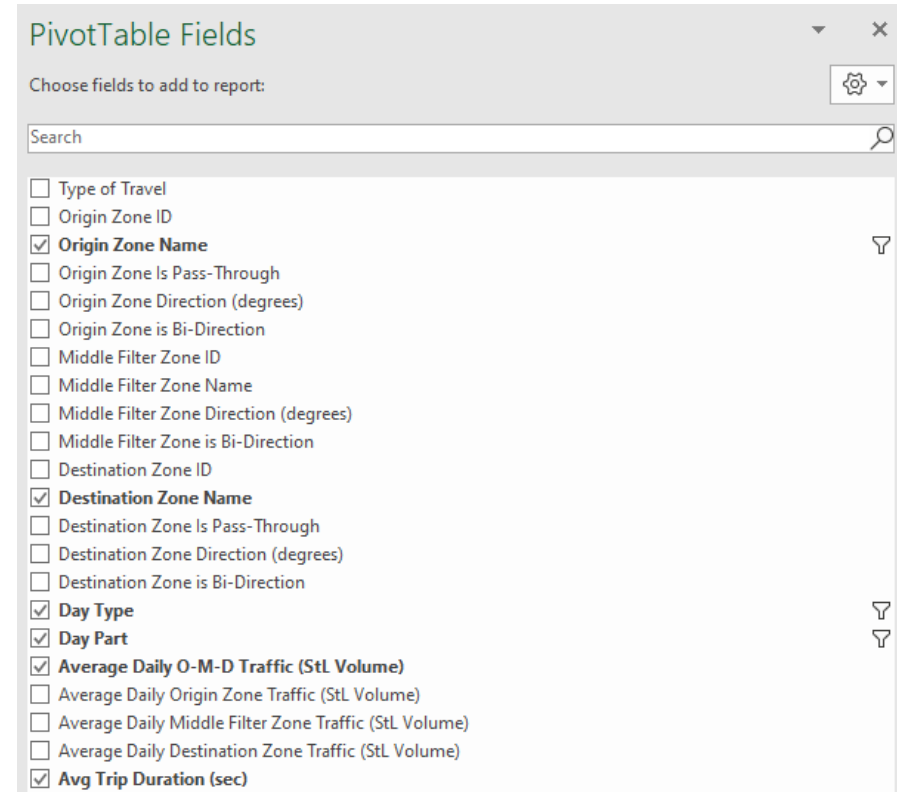 PivotTable Fields
Choose fields to add to report:
Search
Type of Travel
Origin Zone ID
Origin Zone Name
Origin Zone Is Pass-Through
Origin Zone Direction (degrees)
Origin Zone is Bi-Direction
Middle Filter Zone ID
Middle Filter Zone Name
Middle Filter Zone Direction (degrees)
Middle Filter Zone is Bi-Direction
Destination Zone ID
Destination Zone Name
Destination Zone Is Pass-Through
Destination Zone Direction (degrees)
Destination Zone is Bi-Direction
Day Type
Day Part
Average Daily O-M-D Traffic (StL Volume)
Average Daily Origin Zone Traffic (StL Volume)
Average Daily Middle Filter Zone Traffic (StL Volume)
Average Daily Destination Zone Traffic (StL Volume)
Avg Trip Duration (sec)